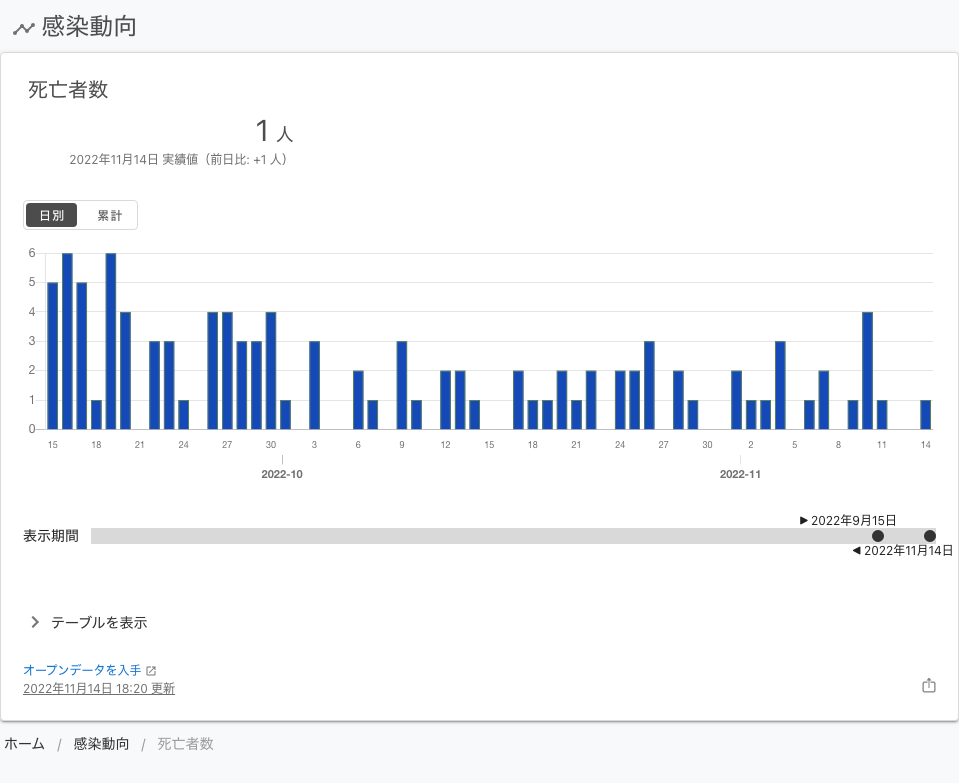 感染動向
死亡者数
1 人
2022年11月14日 実績値（前日比: +1 人）
日別 累計
6
5
4
3
2
1
0
15 18 21 24 27 30 3 6 9 12 15 18 21 24 27 30 2 5 8 11 14
2022-10 2022-11
2022年9月15日
表示期間
2022年11月14日
テーブルを表示
オープンデータを入手
2022年11月14日 18:20 更新
ホーム / 感染動向 / 死亡者数